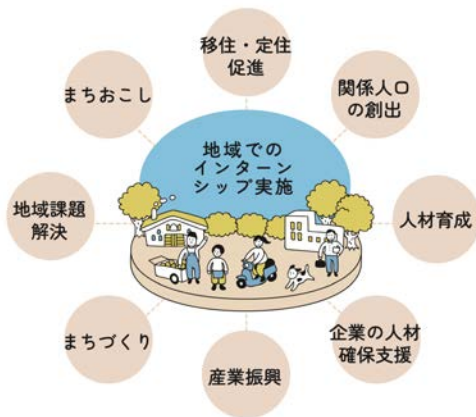 移住・定住
促進
関係人口
の創出
人材育成
企業の人材
確保支援
産業振興
まちづくり
地域課題
解決
まちおこし
地域での
インターン
シップ実施